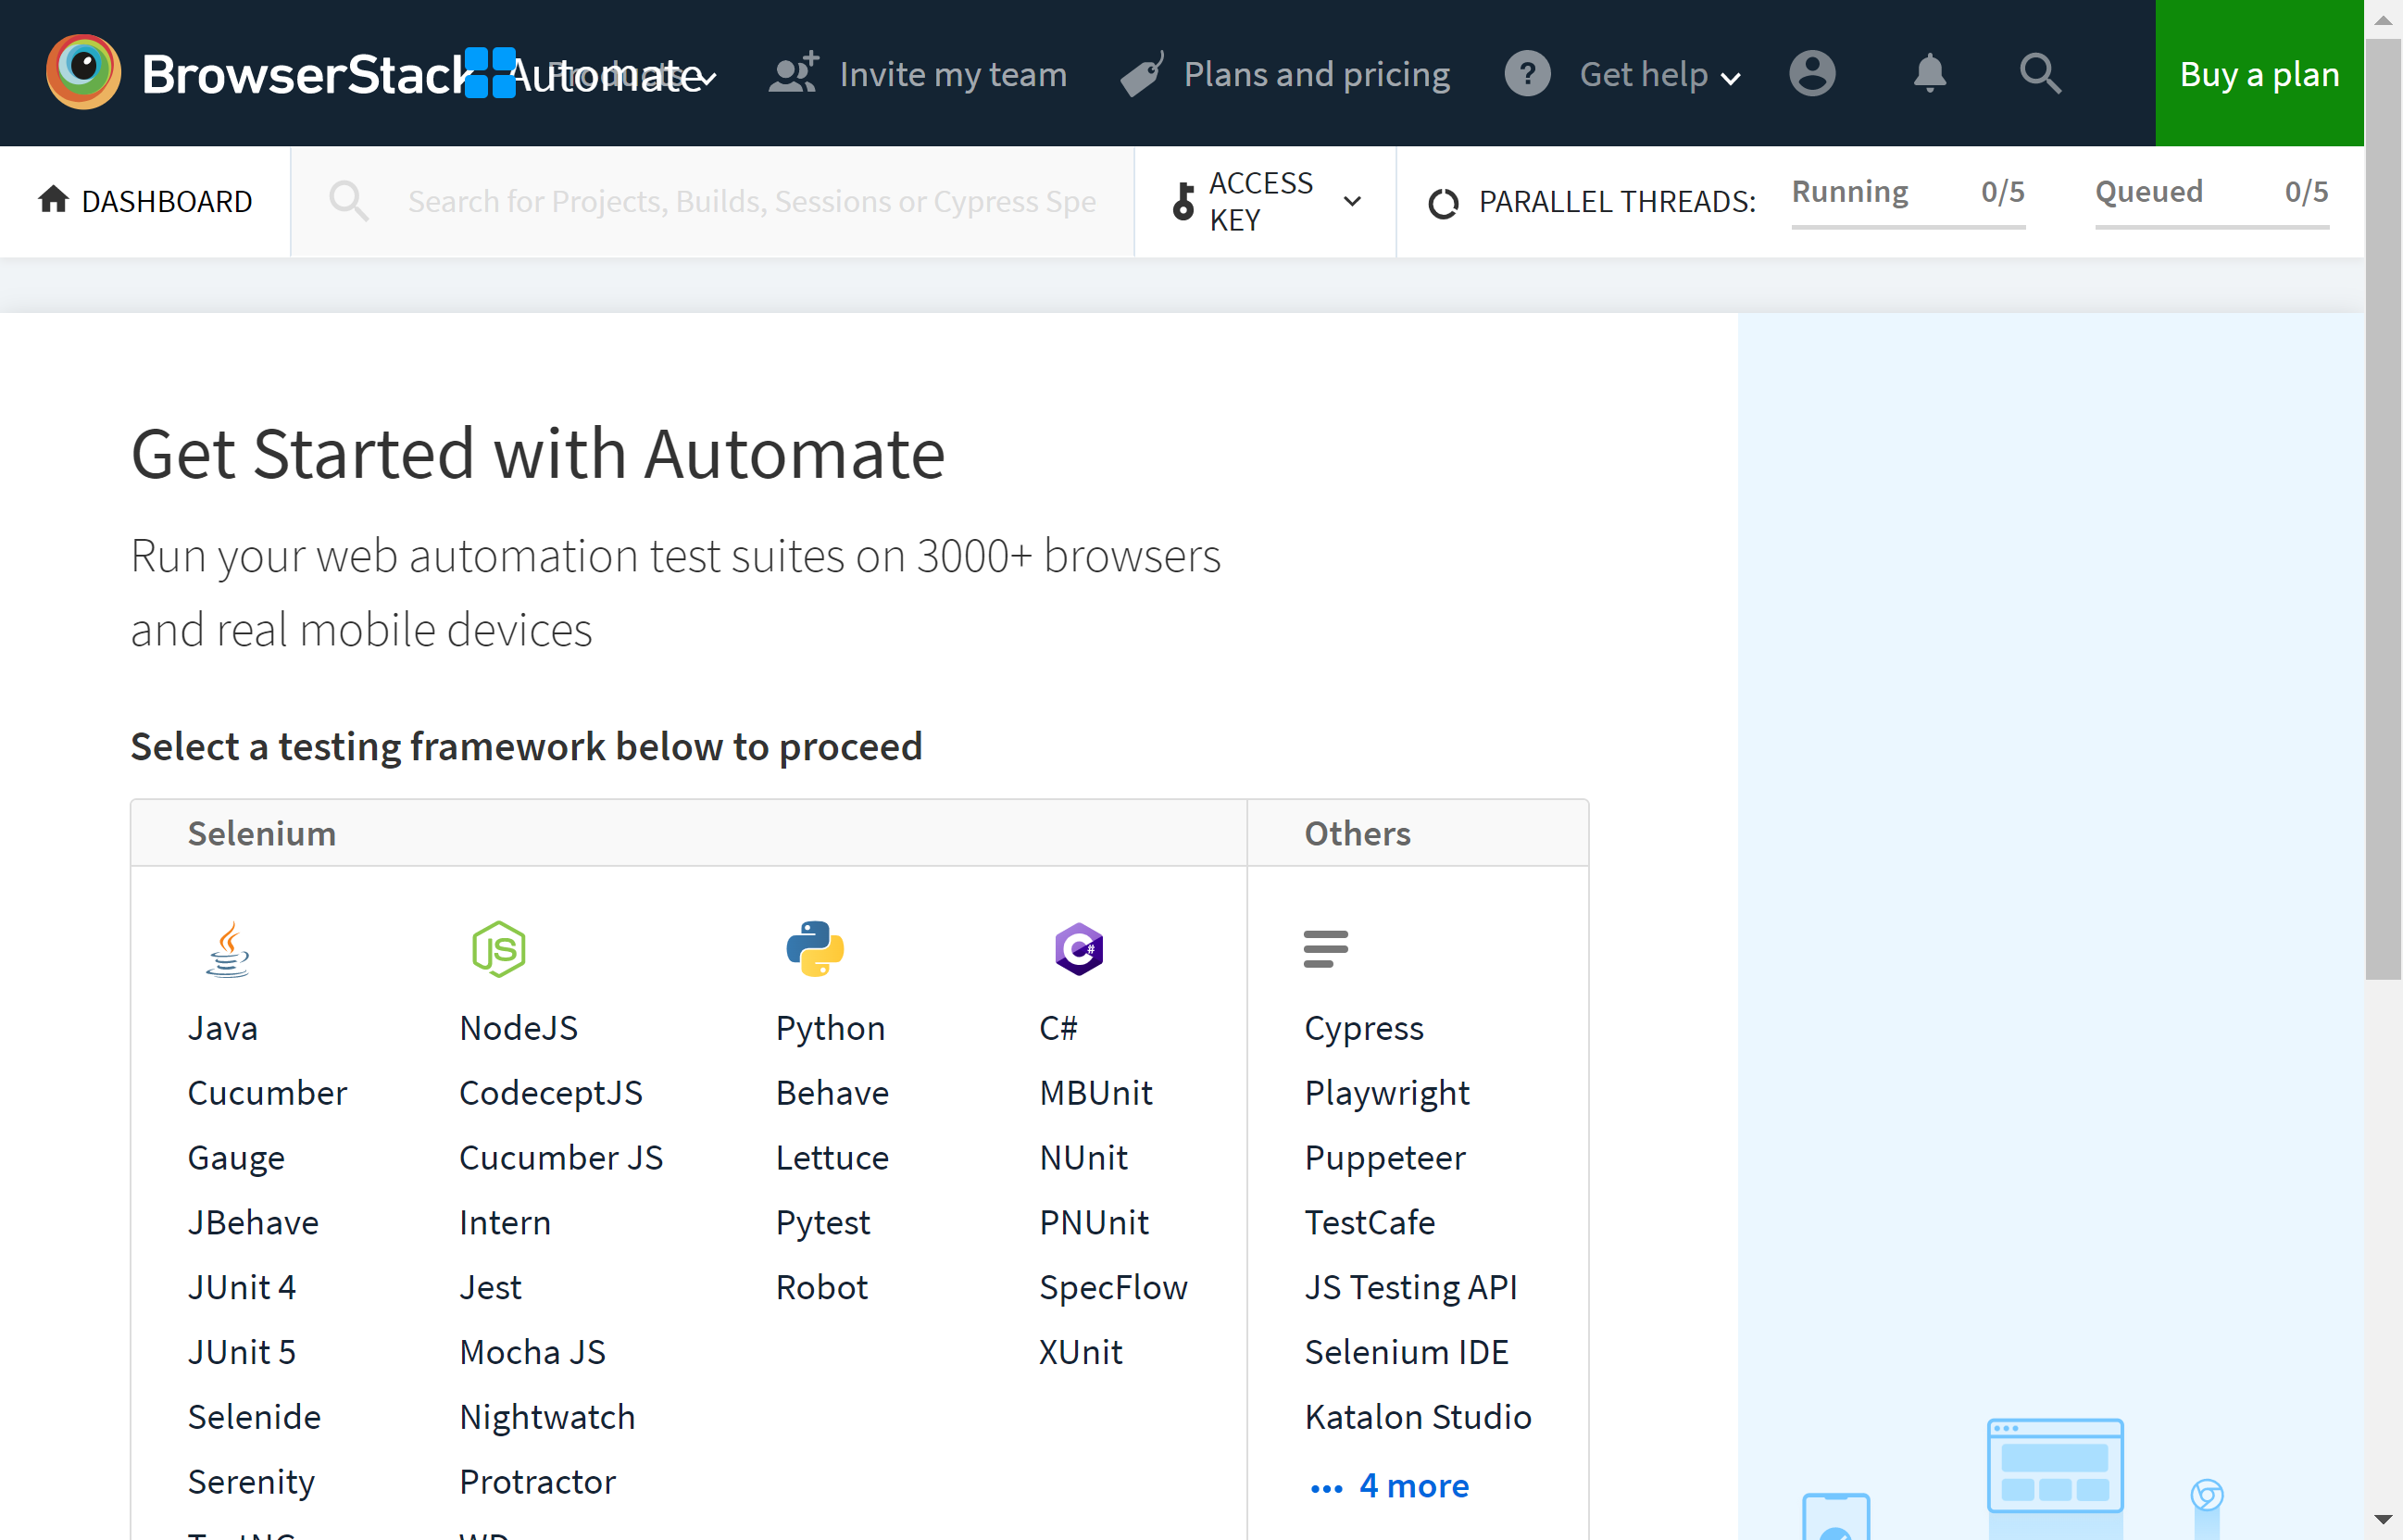 BrowserStack Automate Products Invite my team Plans and pricing ? Get help Buy a plan
DASHBOARD Search for Projects, Builds, Sessions or Cypress Spe ACCESS KEY PARALLEL THREADS: Running 0/5 Queued 0/5
Get Started with Automate
Run your web automation test suites on 3000+ browsers
and real mobile devices
Select a testing framework below to proceed
Selenium Others
JS C#
Java NodeJS Python C# Cypress
Cucumber CodeceptJS Behave MBUnit Playwright
Gauge Cucumber JS Lettuce NUnit Puppeteer
JBehave Intern Pytest PNUnit TestCafe
JUnit 4 Jest Robot SpecFlow JS Testing API
JUnit 5 Mocha JS XUnit Selenium IDE
Selenide Nightwatch Katalon Studio
Serenity Protractor ••• 4 more